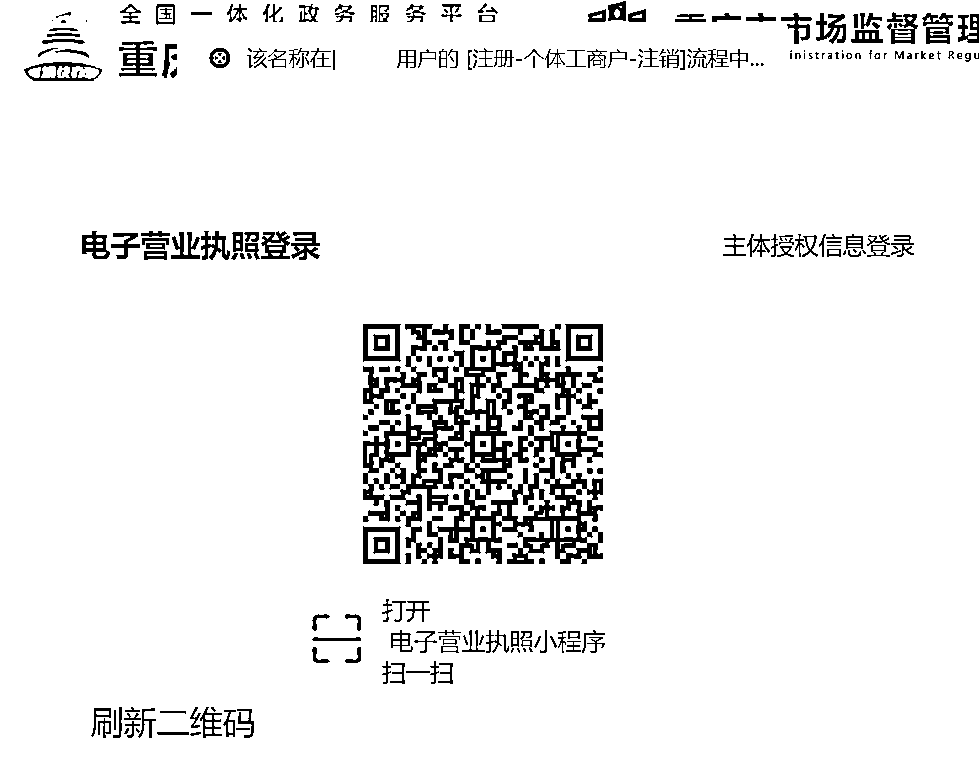 全国一体化政务服务平台
市场监督管理
inistration for Market Regu
重庆
该名称在 用户的 [注册-个体工商户-注销]流程中...
电子营业执照登录
主体授权信息登录
打开
电子营业执照小程序
扫一扫
刷新二维码